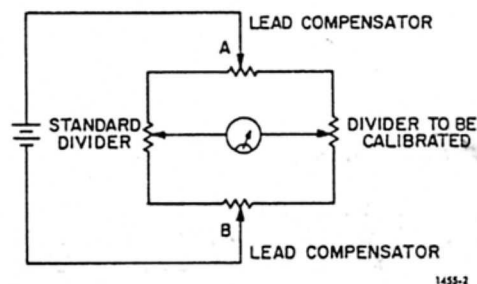 LEAD COMPENSATOR
A
STANDARD
DIVIDER
DIVIDER TO BE
CALIBRATED
B
LEAD COMPENSATOR
1455-2